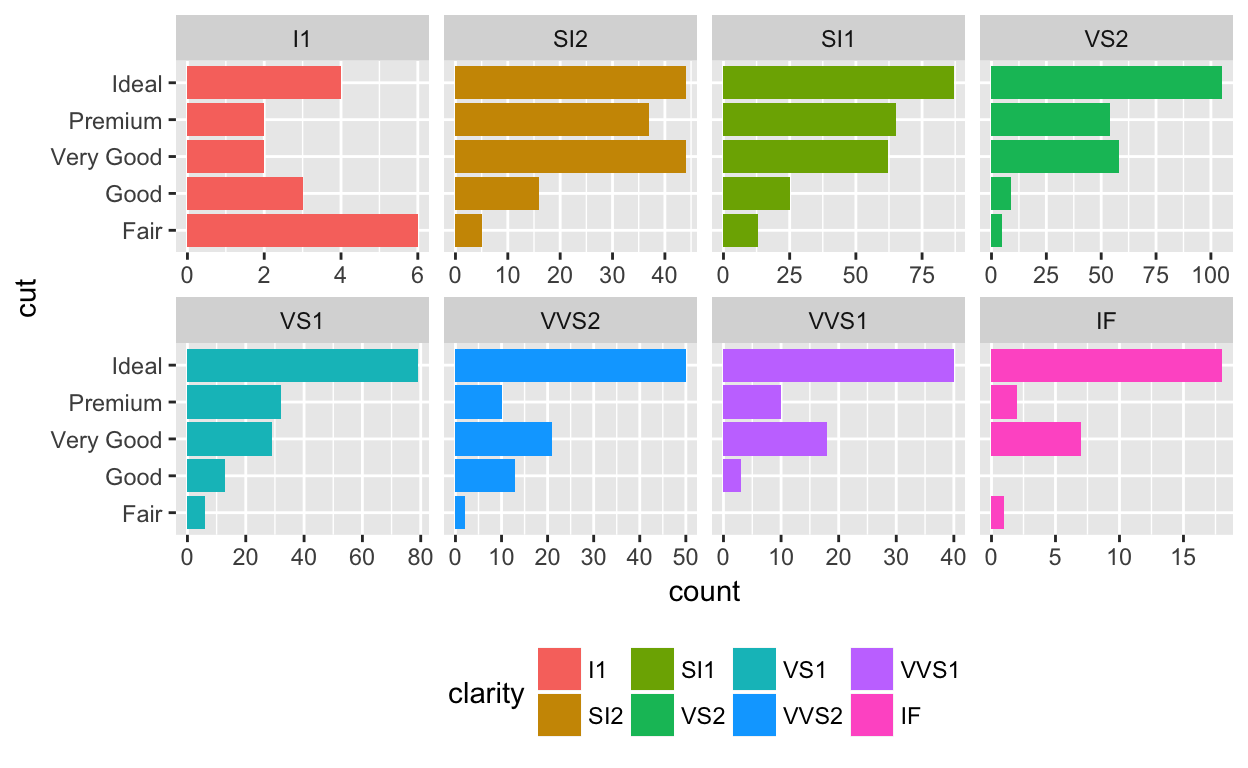 I1 SI2 SI1 VS2
Ideal
Premium
Very Good
Good
Fair
0 2 4 6 0 10 20 30 40 0 25 50 75 0 25 50 75 100
cut
VS1 VVS2 VVS1 IF
Ideal
Premium
Very Good
Good
Fair
0 20 40 60 80 0 10 20 30 40 50 0 10 20 30 40 0 5 10 15
count
clarity
I1 SI1 VS1 VVS1
SI2 VS2 VVS2 IF